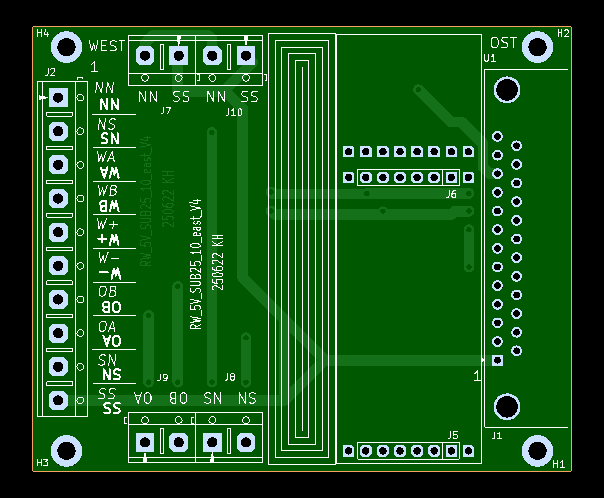 H4
WEST
OST
H2
U1
J2
1
NN
NN
SS
NN
SS
NN
J7
J10
NS
NS
WA
WA
WB
WB
J6
W+
W+
RW_5V_SUB25_10_east_V4
250622 KH
RW_5V_SUB25_10_east_V4
250622 KH
W-
W-
OB
OB
OA
OA
SN
SN
1
J9
J8
SS
SS
OA
OB
NS
SN
J5
J1
H3
H1